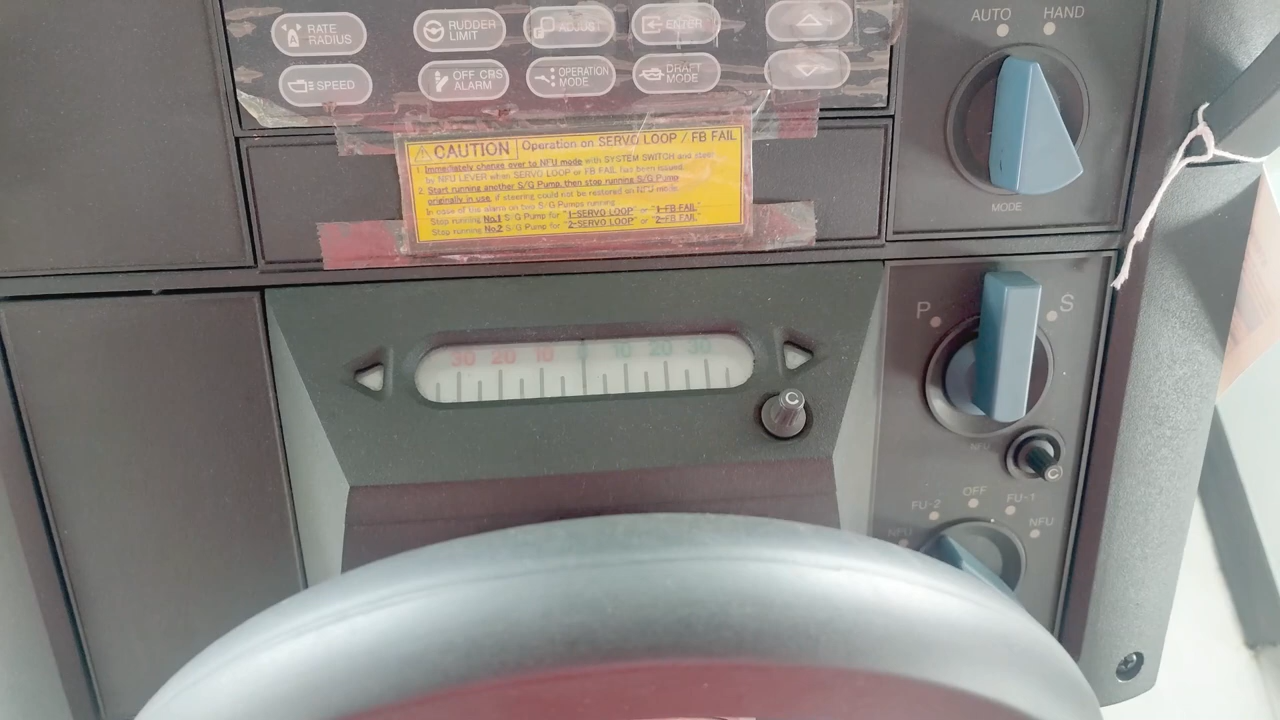 AUTO HAND
RATE RADIUS
RUDDER LIMIT
ADJUST
ENTER
SPEED
OFF CRS ALARM
OPERATION MODE
DRAFT MODE
MODE
CAUTION Operation on SERVO LOOP / FB FAIL
1. Immediately change over to NFU mode with SYSTEM SWITCH and steer
by NFU LEVER when SERVO LOOP or FB FAIL has been issued.
2. Start running another S/G Pump, then stop running S/G Pump
originally in use, if steering could not be restored on NFU mode.
In case of the alarm on two S/G Pumps running
Stop running No.1 S/G Pump for "1-SERVO LOOP" or "1-FB FAIL"
Stop running No.2 S/G Pump for "2-SERVO LOOP" or "2-FB FAIL"
P S
30 20 10 10 20 30
C
NFU
C
OFF
FU-2 FU-1
NFU NFU